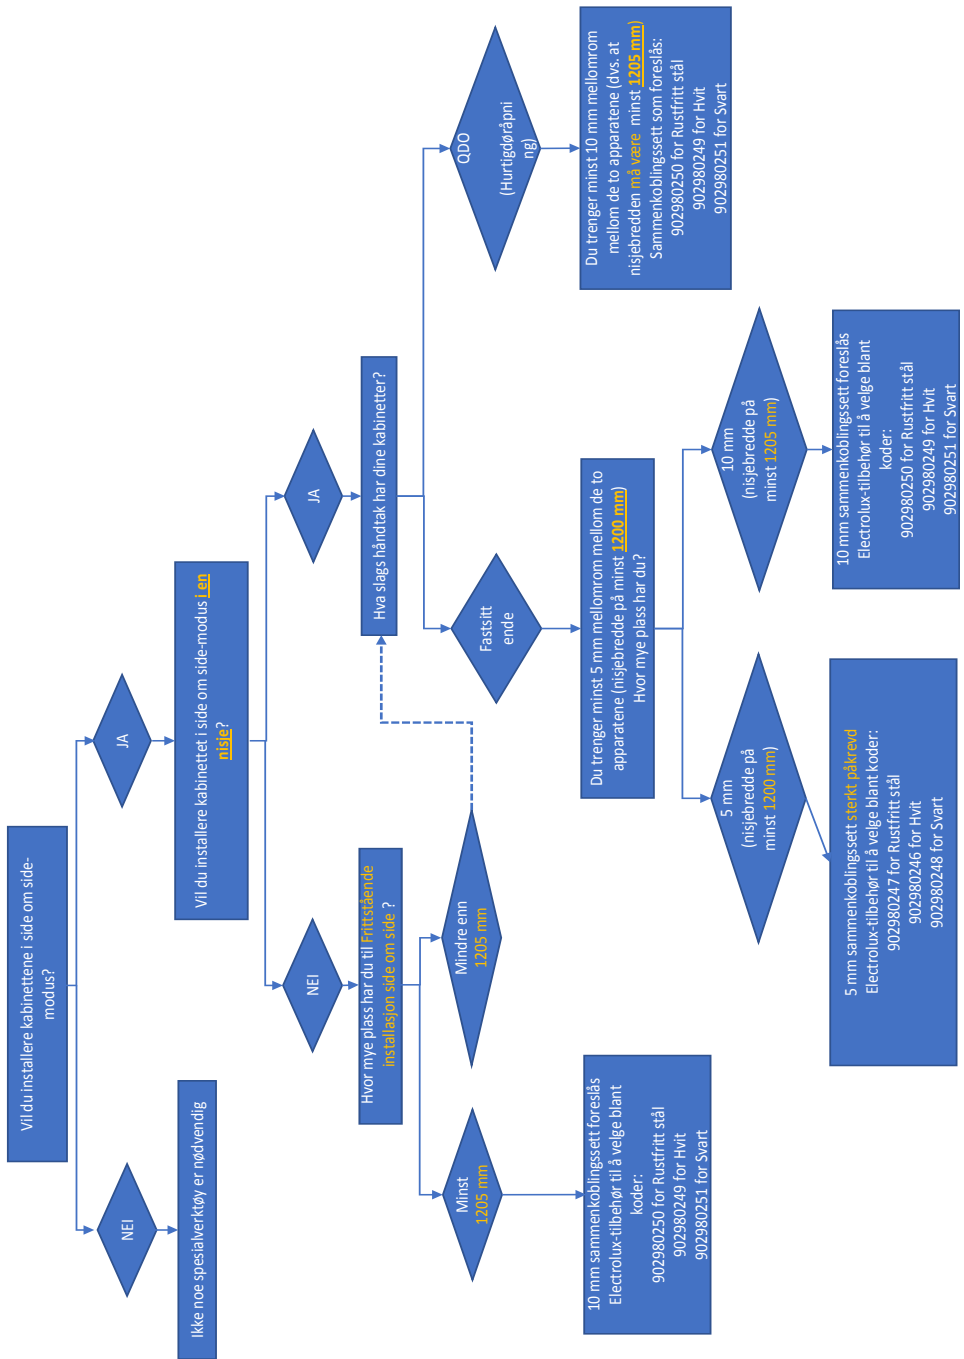 Vil du installere kabinettene i side om side-
modus?
NEI
JA
Ikke noe spesialverktøy er nødvendig
Vil du installere kabinettet i side om side-modus i en
nisje?
NEI
JA
Hvor mye plass har du til Frittstående
installasjon side om side ?
Hva slags håndtak har dine kabinetter?
Minst
1205 mm
Mindre enn
1205 mm
Fastsitt
ende
QDO
(Hurtigdøråpni
ng)
10 mm sammenkoblingssett foreslås
Electrolux-tilbehør til å velge blant
koder:
902980250 for Rustfritt stål
902980249 for Hvit
902980251 for Svart
Du trenger minst 5 mm mellomrom mellom de to
apparatene (nisjebredde på minst 1200 mm)
Hvor mye plass har du?
Du trenger minst 10 mm mellomrom
mellom de to apparatene (dvs. at
nisjebredden må være minst 1205 mm)
Sammenkoblingssett som foreslås:
902980250 for Rustfritt stål
902980249 for Hvit
902980251 for Svart
5 mm
(nisjebredde på
minst 1200 mm)
10 mm
(nisjebredde på
minst 1205 mm)
5 mm sammenkoblingssett sterkt påkrevd
Electrolux-tilbehør til å velge blant koder:
902980247 for Rustfritt stål
902980246 for Hvit
902980248 for Svart
10 mm sammenkoblingssett foreslås
Electrolux-tilbehør til å velge blant
koder:
902980250 for Rustfritt stål
902980249 for Hvit
902980251 for Svart